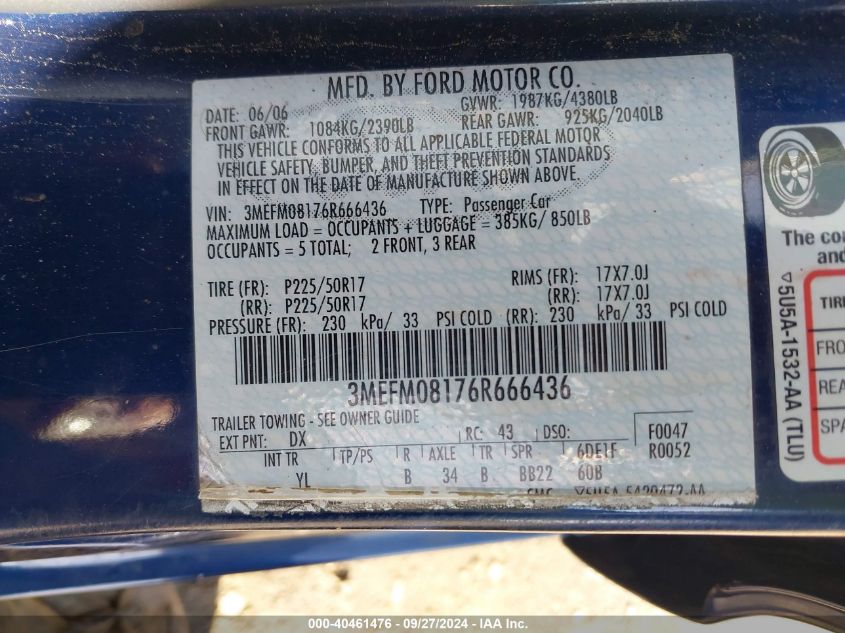 MFD. BY FORD MOTOR CO.
DATE: 06/06 GVWR: 1987KG/4380LB
FRONT GAWR: 1084KG/2390LB REAR GAWR: 925KG/2040LB
THIS VEHICLE CONFORMS TO ALL APPLICABLE FEDERAL MOTOR
VEHICLE SAFETY, BUMPER, AND THEFT PREVENTION STANDARDS
IN EFFECT ON THE DATE OF MANUFACTURE SHOWN ABOVE.
VIN: 3MEFM08176R666436 TYPE: Passenger Car
MAXIMUM LOAD = OCCUPANTS + LUGGAGE = 385KG/ 850LB
OCCUPANTS = 5 TOTAL; 2 FRONT, 3 REAR
TIRE (FR): P225/50R17 RIMS (FR): 17X7.0J
(RR): P225/50R17 (RR): 17X7.0J
PRESSURE (FR): 230 kPa/ 33 PSI COLD (RR): 230 kPa/ 33 PSI COLD
3MEFM08176R666436
TRAILER TOWING - SEE OWNER GUIDE
EXT PNT: DX RC: 43 DSO: F0047
INT TR TP/PS R AXLE TR SPR 6DE1F R0052
YL B 34 B BB22 60B
5U5A-5420472-AA
The co
and
TIRE
FRO
REA
SPA
5U5A-1532-AA (TLU)
000-40461476 - 09/27/2024 - IAA Inc.